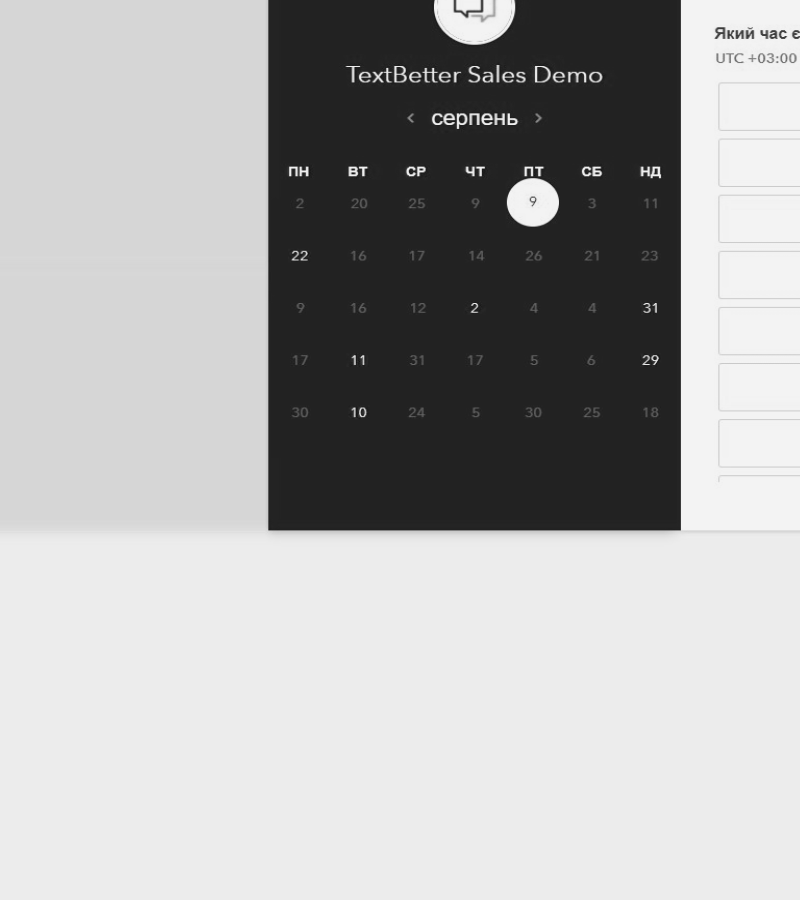 TextBetter Sales Demo
< серпень >
ПН ВТ СР ЧТ ПТ СБ НД
2 20 25 9 9 3 11
22 16 17 14 26 21 23
9 16 12 2 4 4 31
17 11 31 17 5 6 29
30 10 24 5 30 25 18
Який час є
UTC +03:00